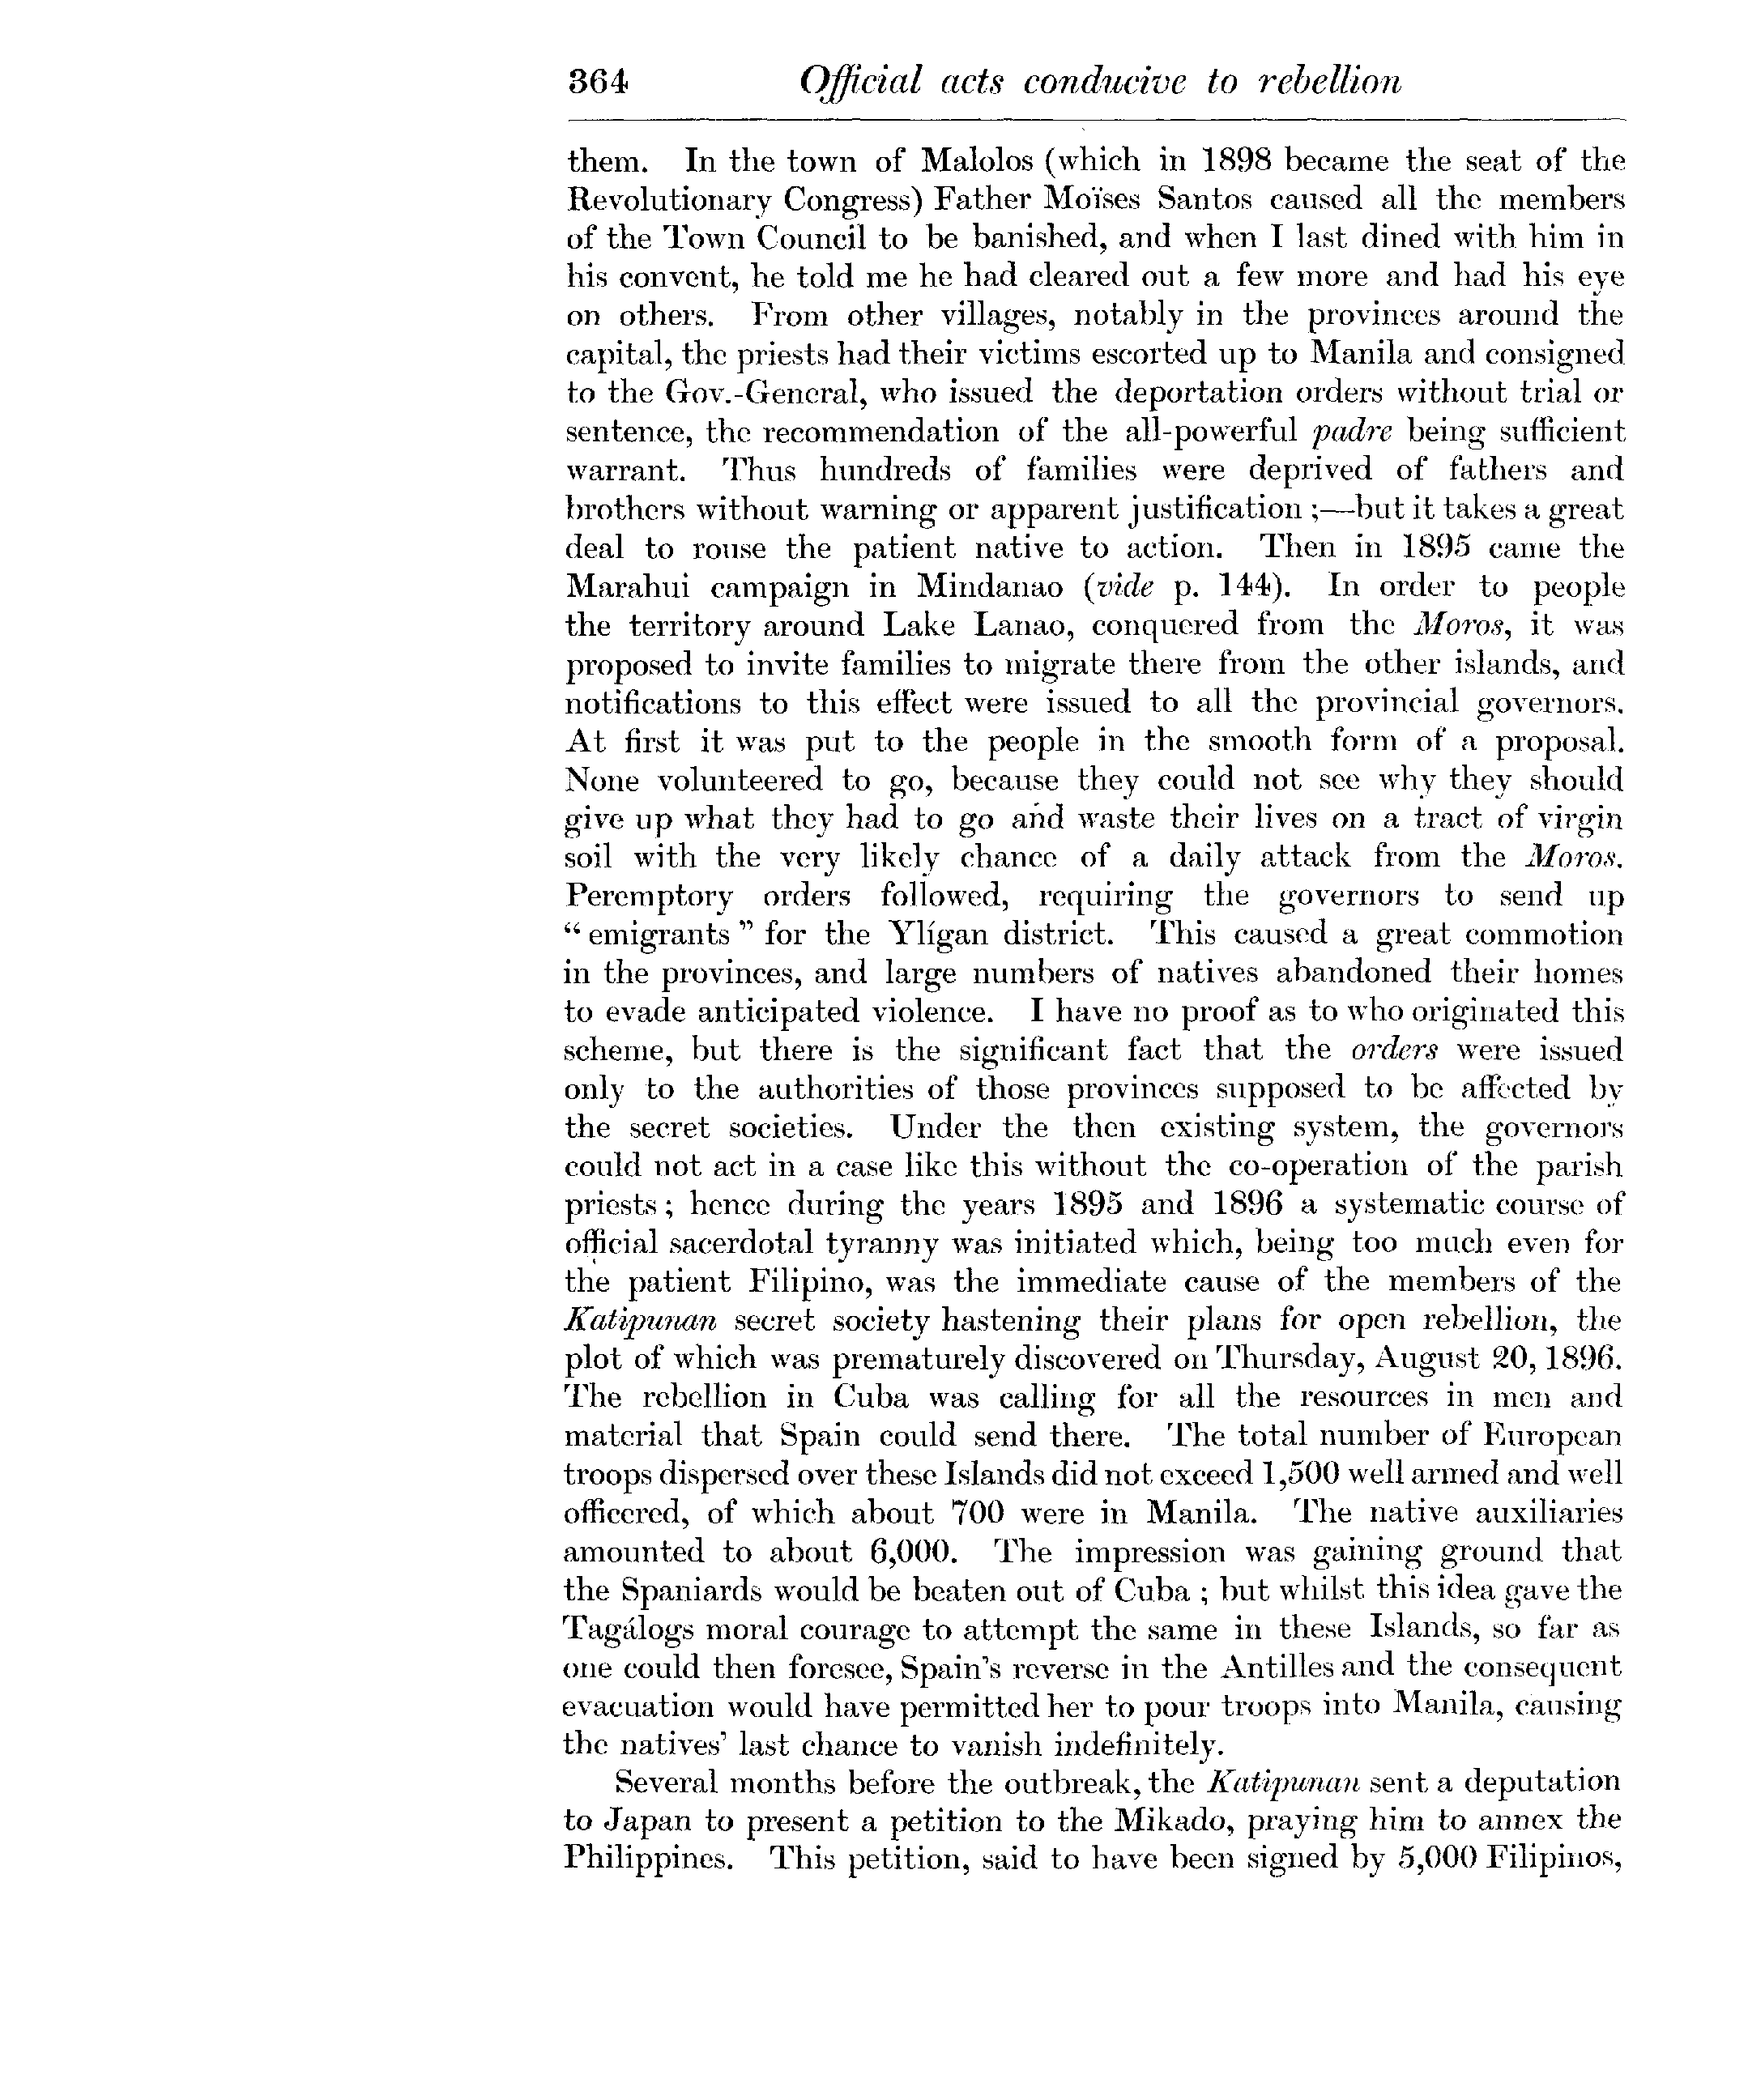 364 Official acts conducive to rebellion
them. In the town of Malolos (which in 1898 became the seat of the
Revolutionary Congress) Father Moïses Santos caused all the members
of the Town Council to be banished, and when I last dined with him in
his convent, he told me he had cleared out a few more and had his eye
on others. From other villages, notably in the provinces around the
capital, the priests had their victims escorted up to Manila and consigned
to the Gov.-General, who issued the deportation orders without trial or
sentence, the recommendation of the all-powerful padre being sufficient
warrant. Thus hundreds of families were deprived of fathers and
brothers without warning or apparent justification ;—but it takes a great
deal to rouse the patient native to action. Then in 1895 came the
Marahui campaign in Mindanao (vide p. 144). In order to people
the territory around Lake Lanao, conquered from the Moros, it was
proposed to invite families to migrate there from the other islands, and
notifications to this effect were issued to all the provincial governors.
At first it was put to the people in the smooth form of a proposal.
None volunteered to go, because they could not see why they should
give up what they had to go and waste their lives on a tract of virgin
soil with the very likely chance of a daily attack from the Moros.
Peremptory orders followed, requiring the governors to send up
“ emigrants ” for the Ylígan district. This caused a great commotion
in the provinces, and large numbers of natives abandoned their homes
to evade anticipated violence. I have no proof as to who originated this
scheme, but there is the significant fact that the orders were issued
only to the authorities of those provinces supposed to be affected by
the secret societies. Under the then existing system, the governors
could not act in a case like this without the co-operation of the parish
priests ; hence during the years 1895 and 1896 a systematic course of
official sacerdotal tyranny was initiated which, being too much even for
the patient Filipino, was the immediate cause of the members of the
Katipunan secret society hastening their plans for open rebellion, the
plot of which was prematurely discovered on Thursday, August 20, 1896.
The rebellion in Cuba was calling for all the resources in men and
material that Spain could send there. The total number of European
troops dispersed over these Islands did not exceed 1,500 well armed and well
officered, of which about 700 were in Manila. The native auxiliaries
amounted to about 6,000. The impression was gaining ground that
the Spaniards would be beaten out of Cuba ; but whilst this idea gave the
Tagálogs moral courage to attempt the same in these Islands, so far as
one could then foresee, Spain's reverse in the Antilles and the consequent
evacuation would have permitted her to pour troops into Manila, causing
the natives' last chance to vanish indefinitely.
Several months before the outbreak, the Katipunan sent a deputation
to Japan to present a petition to the Mikado, praying him to annex the
Philippines. This petition, said to have been signed by 5,000 Filipinos,